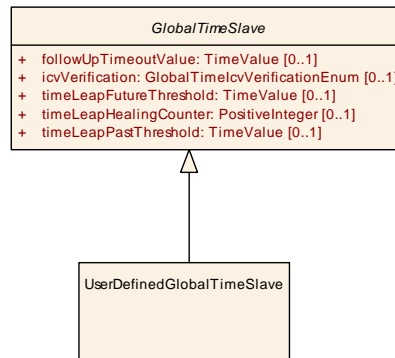 GlobalTimeSlave
+ followUpTimeoutValue: TimeValue [0..1]
+ icvVerification: GlobalTimeIcvVerificationEnum [0..1]
+ timeLeapFutureThreshold: TimeValue [0..1]
+ timeLeapHealingCounter: PositiveInteger [0..1]
+ timeLeapPastThreshold: TimeValue [0..1]
UserDefinedGlobalTimeSlave